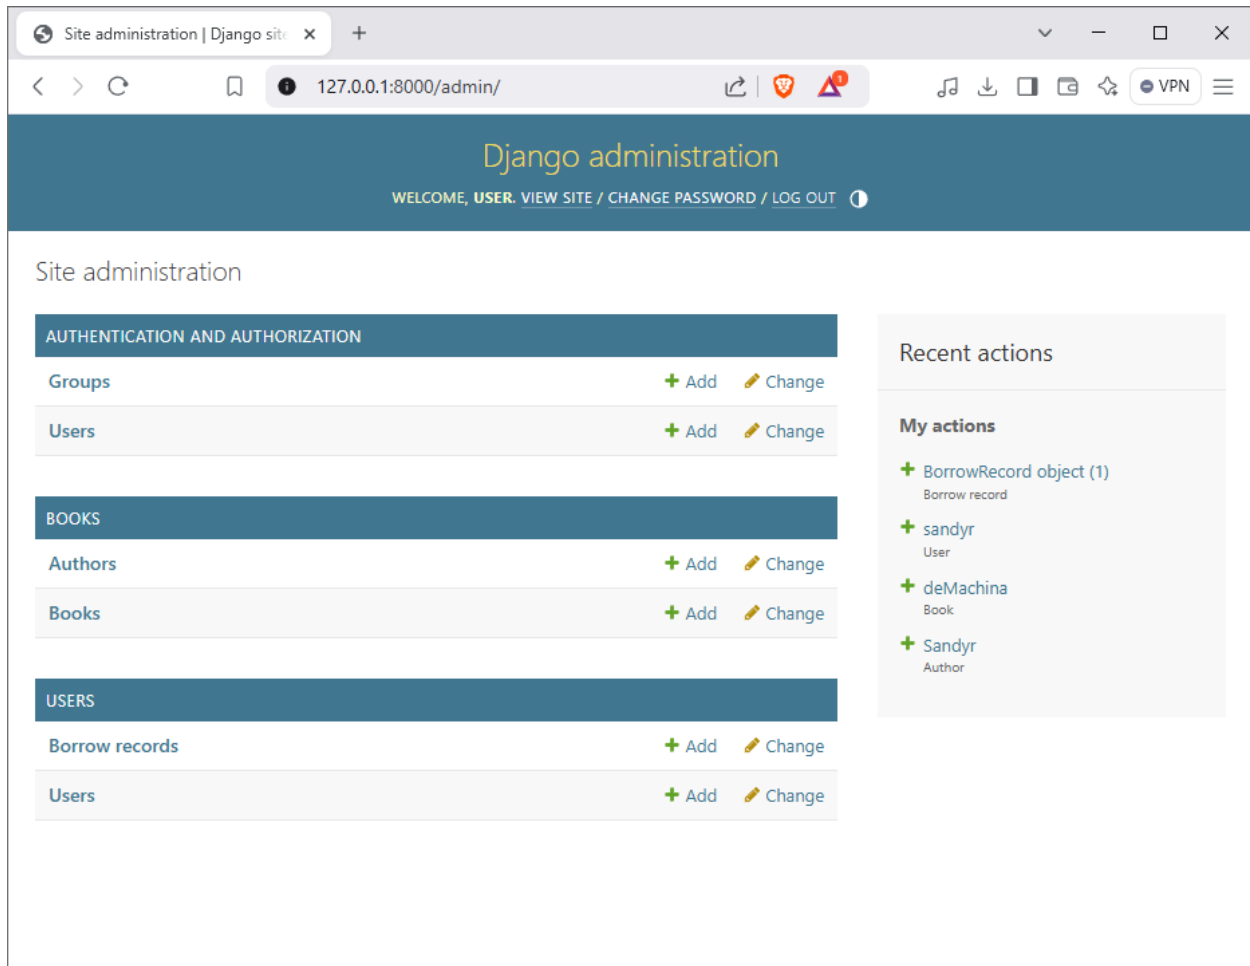 Site administration | Django site
127.0.0.1:8000/admin/
1
VPN
Django administration
WELCOME, USER. VIEW SITE / CHANGE PASSWORD / LOG OUT
Site administration
AUTHENTICATION AND AUTHORIZATION
Groups Add Change
Users Add Change
BOOKS
Authors Add Change
Books Add Change
USERS
Borrow records Add Change
Users Add Change
Recent actions
My actions
BorrowRecord object (1)
Borrow record
sandyr
User
deMachina
Book
Sandyr
Author